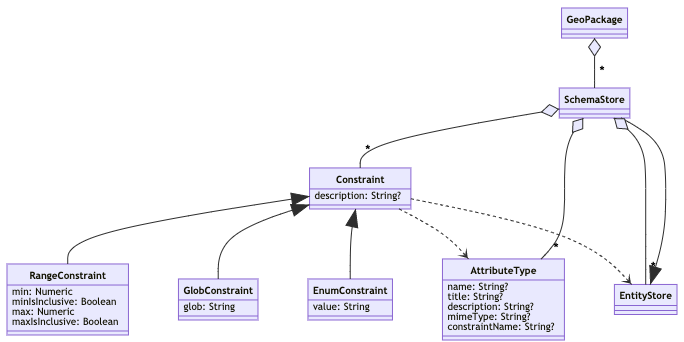 GeoPackage
*
SchemaStore
*
Constraint
description: String?
*
*
RangeConstraint
min: Numeric
minIsInclusive: Boolean
max: Numeric
maxIsInclusive: Boolean
GlobConstraint
glob: String
EnumConstraint
value: String
AttributeType
name: String?
title: String?
description: String?
mimeType: String?
constraintName: String?
EntityStore